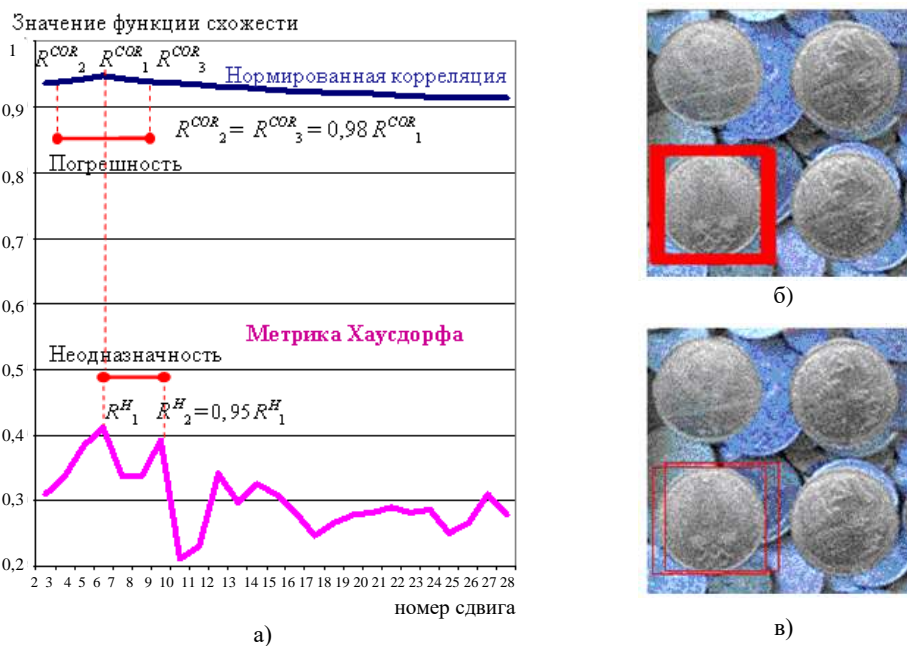 Значение функции схожести
1
R^COR_2 R^COR_1 R^COR_3
Нормированная корреляция
0,9
R^COR_2 = R^COR_3 = 0,98 R^COR_1
Погрешность
0,8
0,7
0,6
Метрика Хаусдорфа
Неодназначность
0,5
R^H_1 R^H_2 = 0,95 R^H_1
0,4
0,3
0,2
2 3 4 5 6 7 8 9 10 11 12 13 14 15 16 17 18 19 20 21 22 23 24 25 26 27 28
номер сдвига
а)
б)
в)